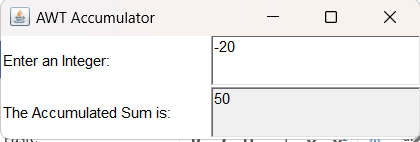 AWT Accumulator
Enter an Integer:
-20
The Accumulated Sum is:
50